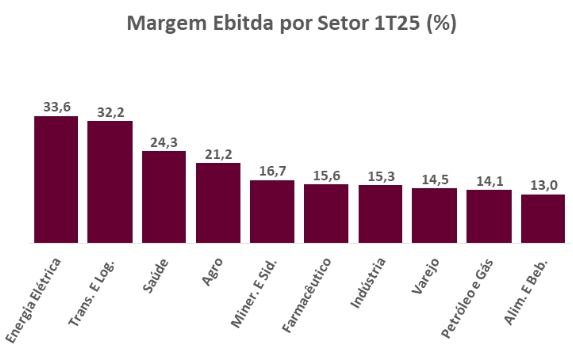 Margem Ebitda por Setor 1T25 (%)
33,6
32,2
24,3
21,2
16,7
15,6
15,3
14,5
14,1
13,0
Energia Elétrica
Trans. E Log.
Saúde
Agro
Miner. E Sid.
Farmacêutico
Indústria
Varejo
Petróleo e Gás
Alim. E Beb.